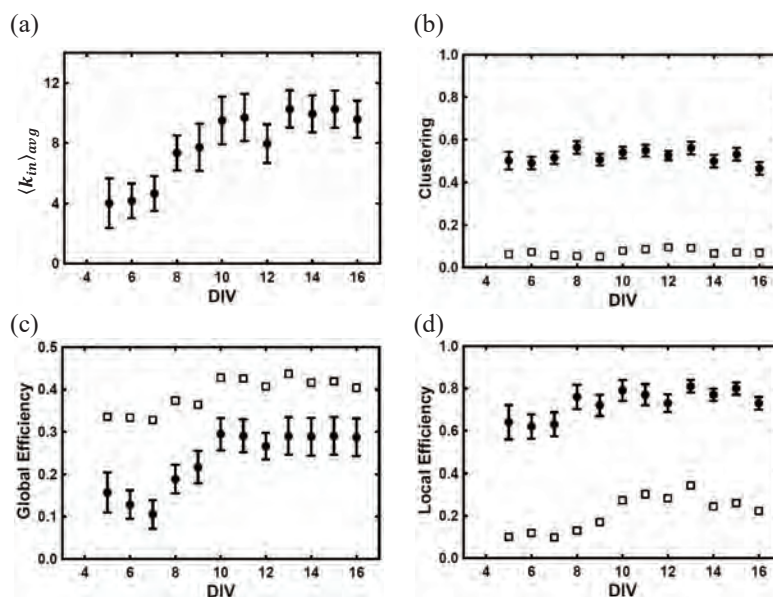 (a)
⟨k_in⟩_avg
12
8
4
0
4 6 8 10 12 14 16
DIV
(b)
Clustering
1.0
0.8
0.6
0.4
0.2
0.0
4 6 8 10 12 14 16
DIV
(c)
Global Efficiency
0.5
0.4
0.3
0.2
0.1
0.0
4 6 8 10 12 14 16
DIV
(d)
Local Efficiency
1.0
0.8
0.6
0.4
0.2
0.0
4 6 8 10 12 14 16
DIV